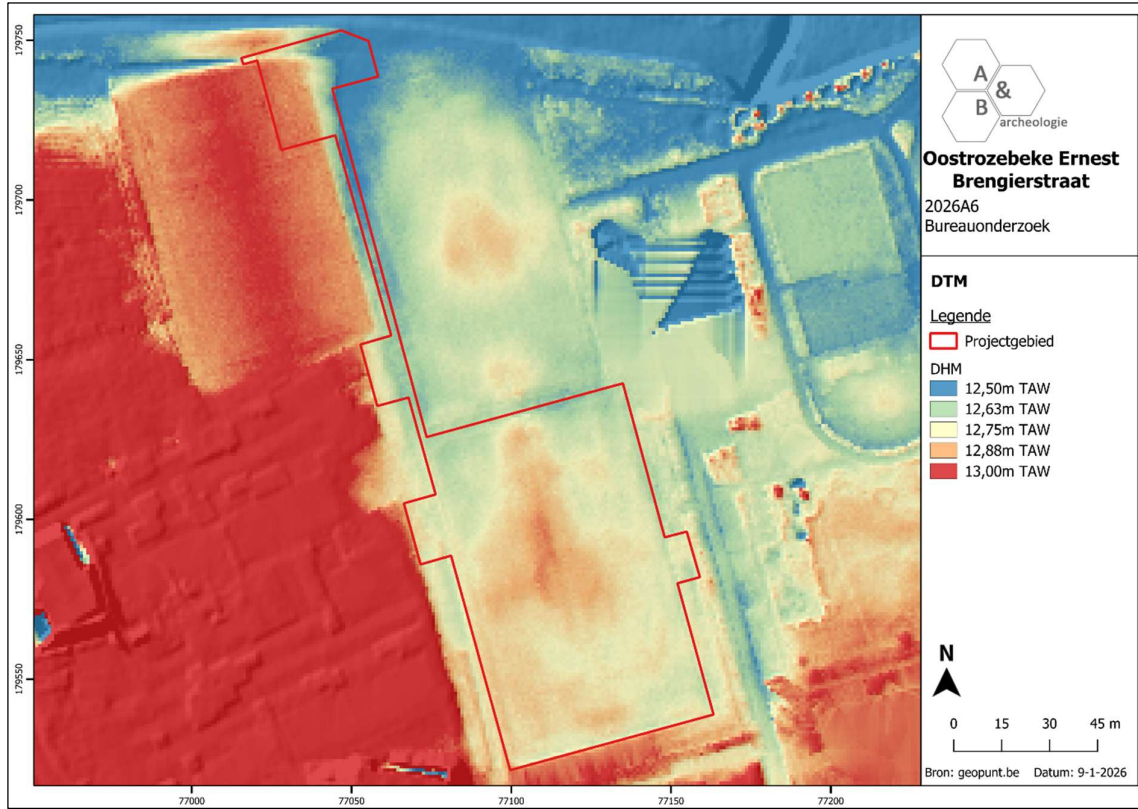 179750
179700
179650
179600
179550
77000
77050
77100
77150
77200
A
&
B
archeologie
Oostrozebeke Ernest
Brengierstraat
2026A6
Bureauonderzoek
DTM
Legende
Projectgebied
DHM
12,50m TAW
12,63m TAW
12,75m TAW
12,88m TAW
13,00m TAW
N
0 15 30 45 m
Bron: geopunt.be Datum: 9-1-2026